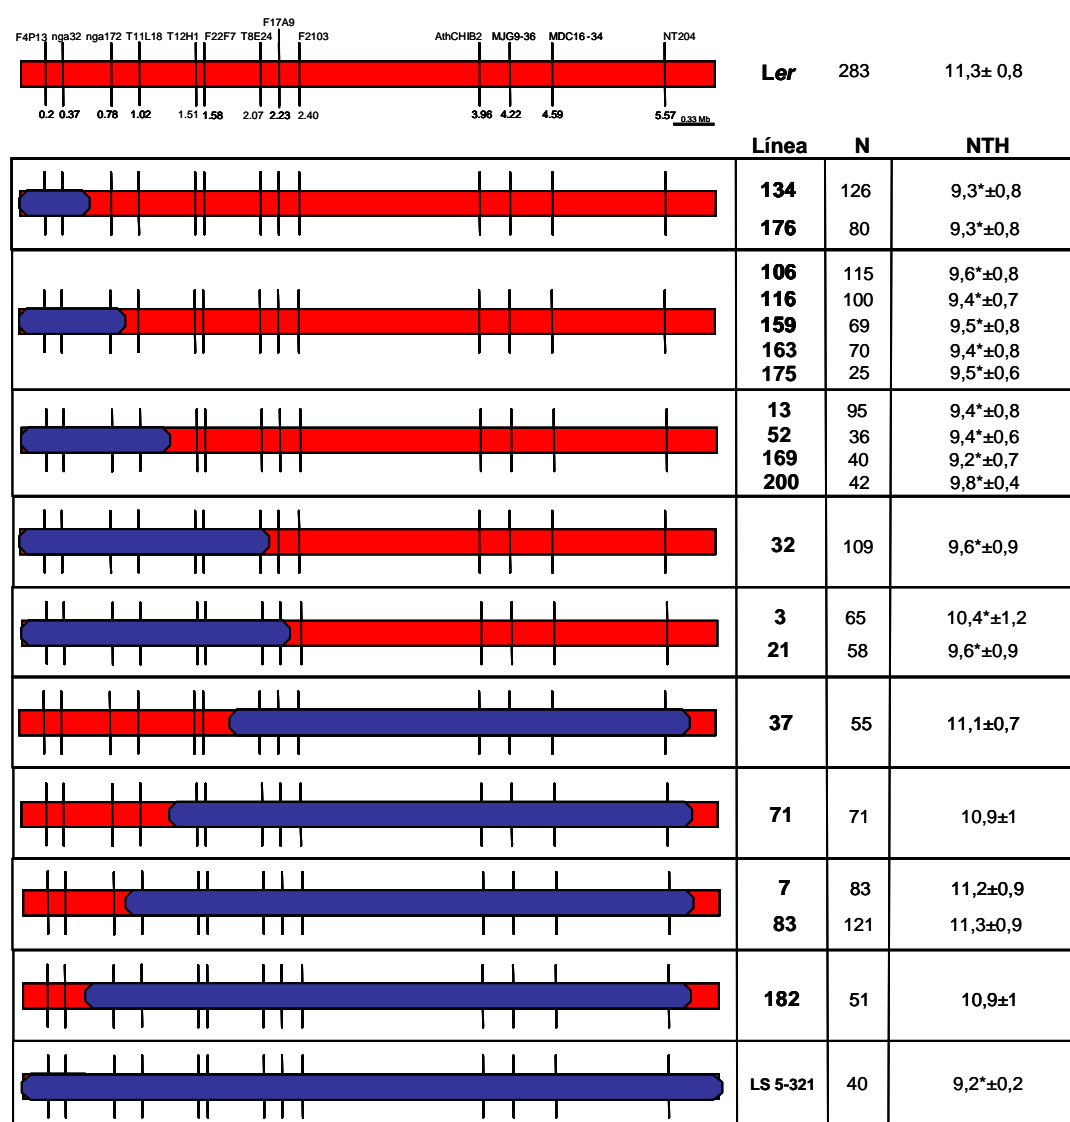 F17A9
F4P13 nga32 nga172 T11L18 T12H1 F22F7 T8E24 F2103 AthCHIB2 MJG9-36 MDC16-34 NT204
Ler 283 11,3± 0,8
0.2 0.37 0.78 1.02 1.51 1.58 2.07 2.23 2.40 3.96 4.22 4.59 5.57 0.33 Mb
Línea N NTH
134 126 9,3*±0,8
176 80 9,3*±0,8
106 115 9,6*±0,8
116 100 9,4*±0,7
159 69 9,5*±0,8
163 70 9,4*±0,8
175 25 9,5*±0,6
13 95 9,4*±0,8
52 36 9,4*±0,6
169 40 9,2*±0,7
200 42 9,8*±0,4
32 109 9,6*±0,9
3 65 10,4*±1,2
21 58 9,6*±0,9
37 55 11,1±0,7
71 71 10,9±1
7 83 11,2±0,9
83 121 11,3±0,9
182 51 10,9±1
LS 5-321 40 9,2*±0,2